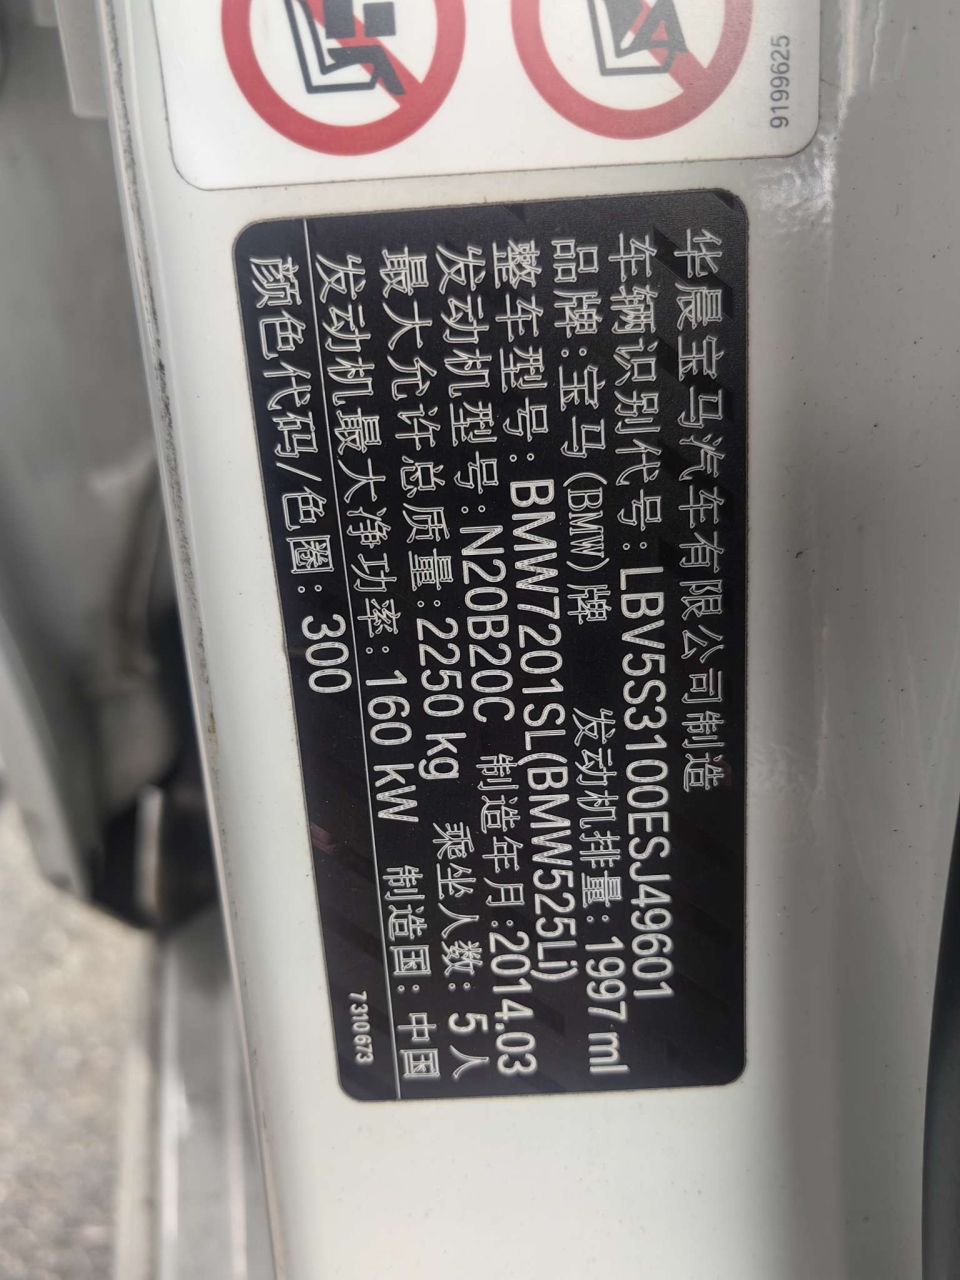 9199625
华晨宝马汽车有限公司制造
车辆识别代号:LBV5S3100ESJ49601
品牌:宝马(BMW)牌 发动机排量:1997 ml
整车型号:BMW7201SL(BMW525Li)
发动机型号:N20B20C 制造年月:2014.03
最大允许总质量:2250 kg 乘坐人数:5人
发动机最大净功率:160 kW 制造国:中国
颜色代码/色圈:300
7310673